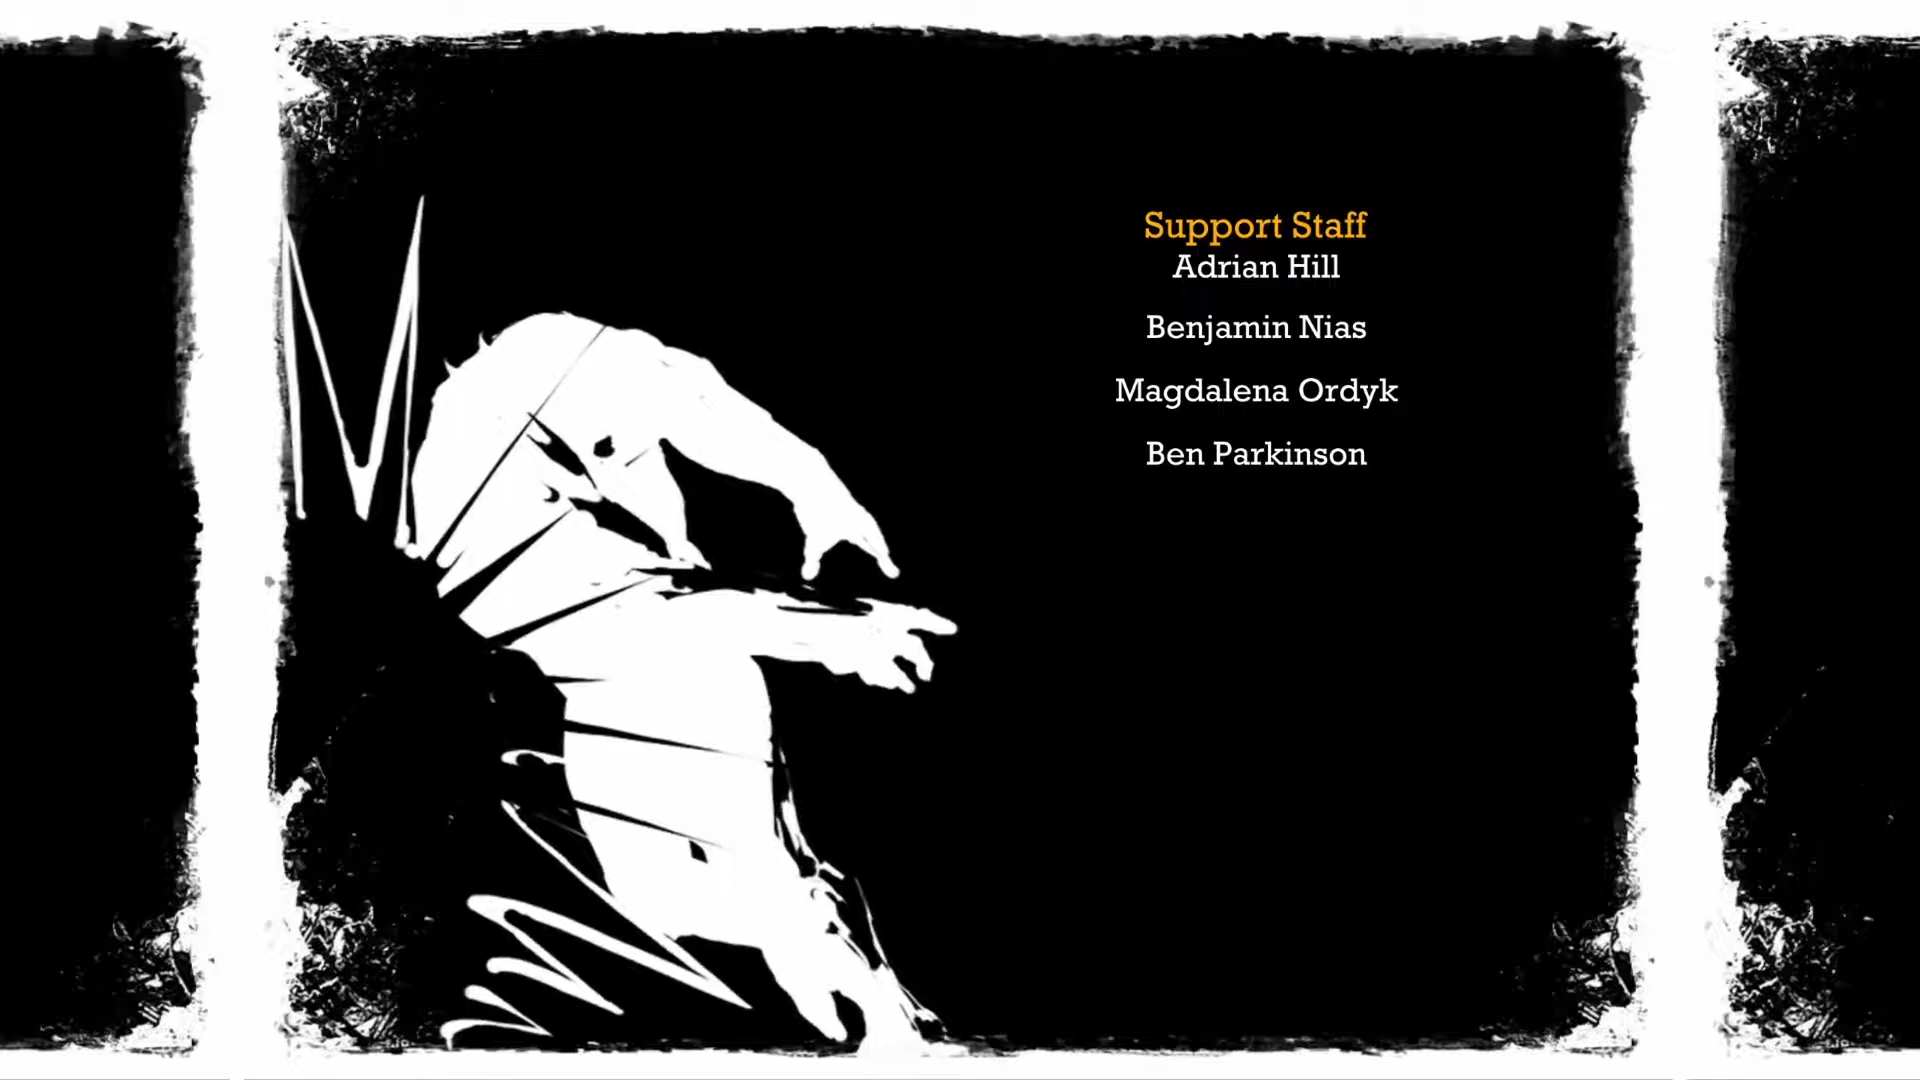 Support Staff
Adrian Hill
Benjamin Nias
Magdalena Ordyk
Ben Parkinson